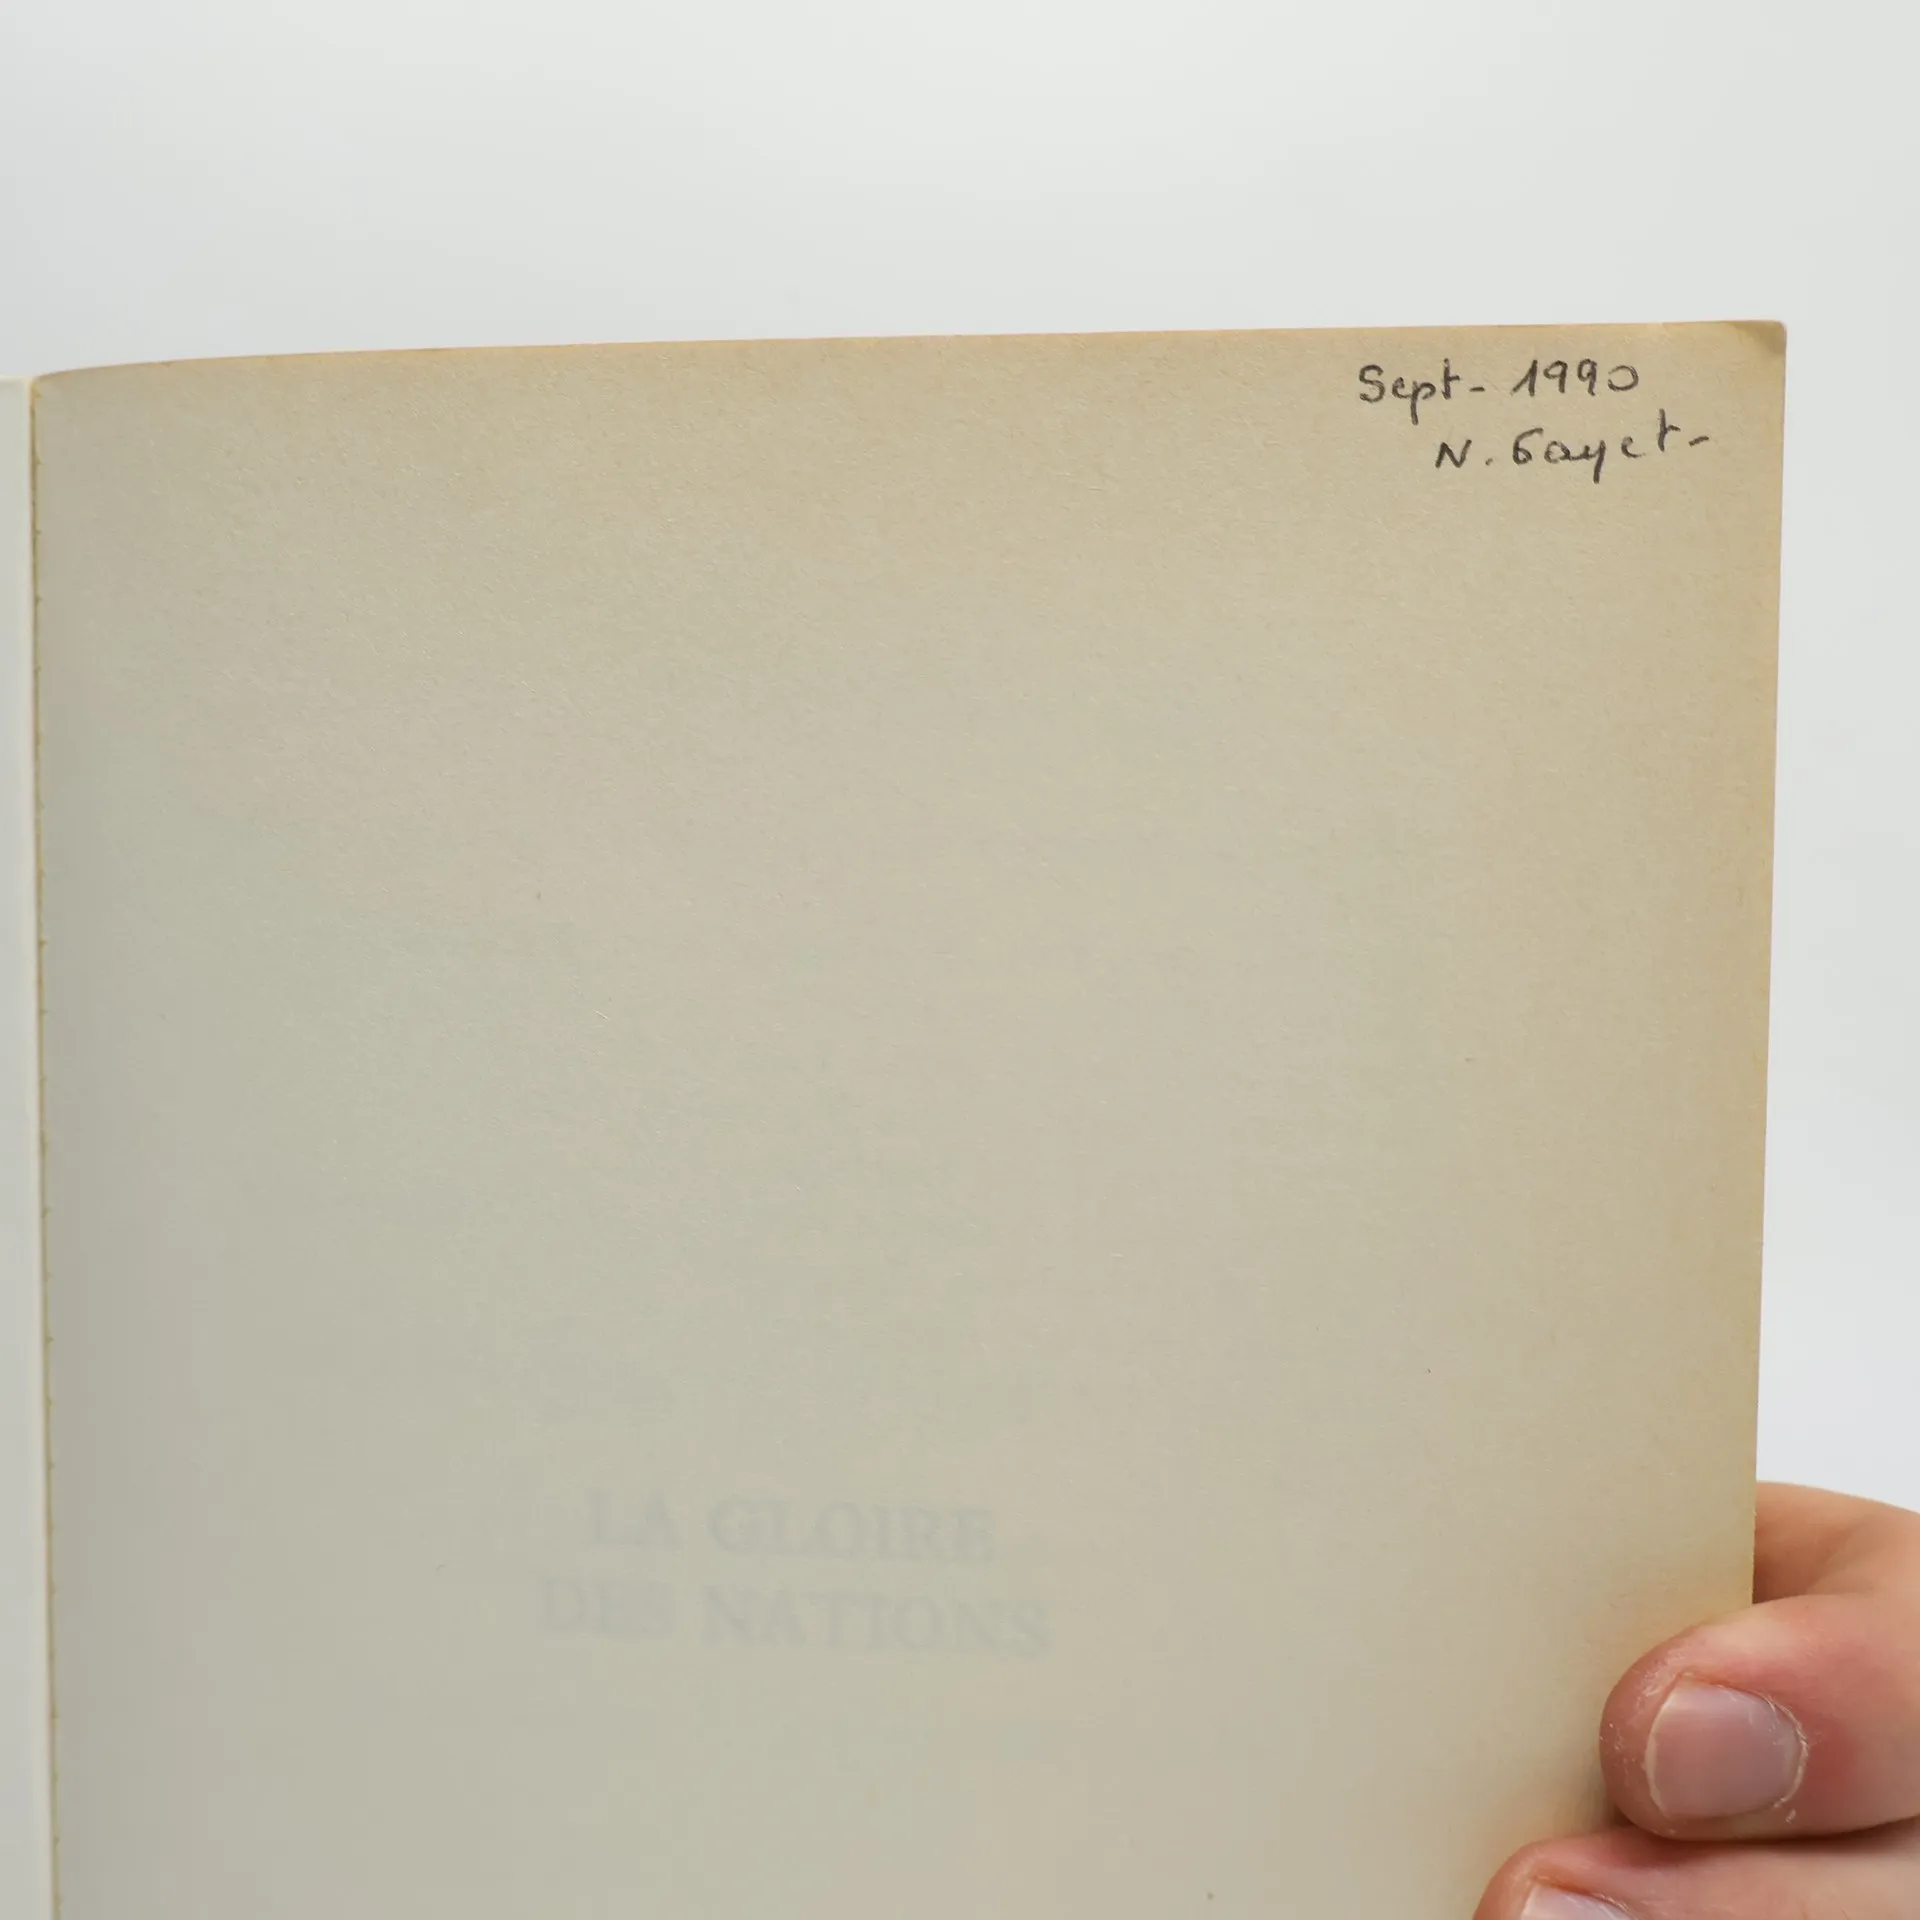 Sept- 1990
N. Gayet-
LA GLOIRE
DES NATIONS